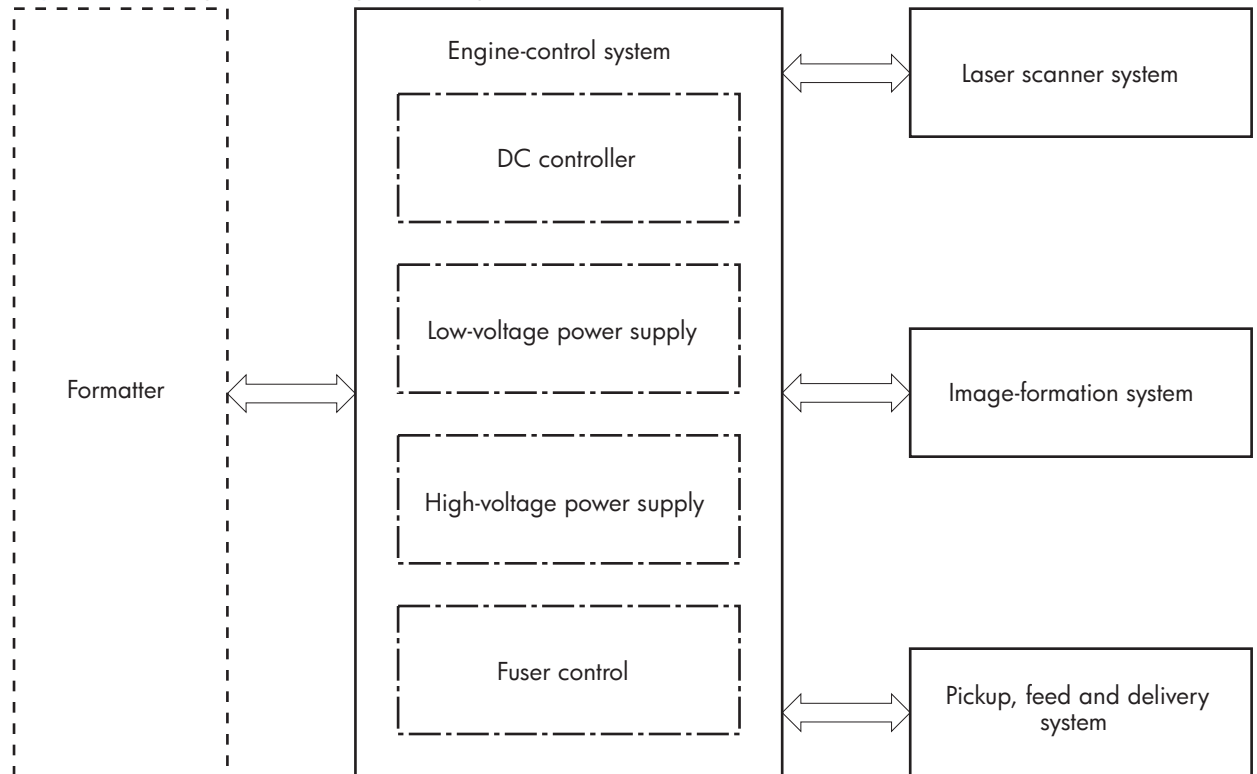 Engine-control system
Laser scanner system
DC controller
Low-voltage power supply
Formatter
Image-formation system
High-voltage power supply
Fuser control
Pickup, feed and delivery
system